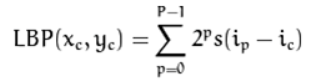 LBP(x_c, y_c) = \sum_{p=0}^{P-1} 2^p s(i_p - i_c)